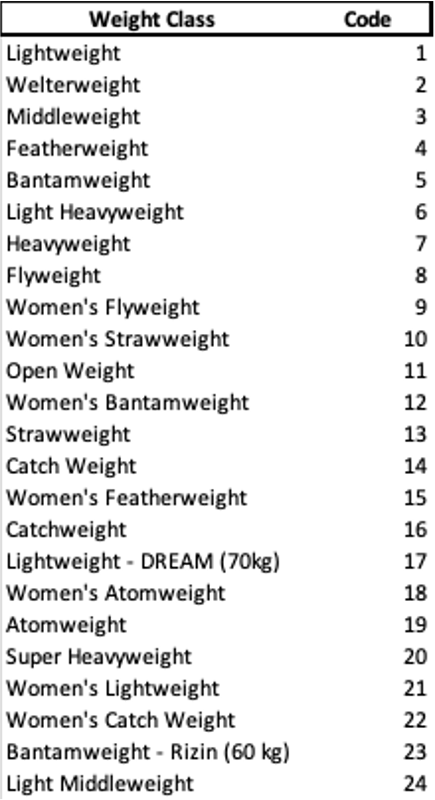 Weight Class Code
Lightweight 1
Welterweight 2
Middleweight 3
Featherweight 4
Bantamweight 5
Light Heavyweight 6
Heavyweight 7
Flyweight 8
Women's Flyweight 9
Women's Strawweight 10
Open Weight 11
Women's Bantamweight 12
Strawweight 13
Catch Weight 14
Women's Featherweight 15
Catchweight 16
Lightweight - DREAM (70kg) 17
Women's Atomweight 18
Atomweight 19
Super Heavyweight 20
Women's Lightweight 21
Women's Catch Weight 22
Bantamweight - Rizin (60 kg) 23
Light Middleweight 24